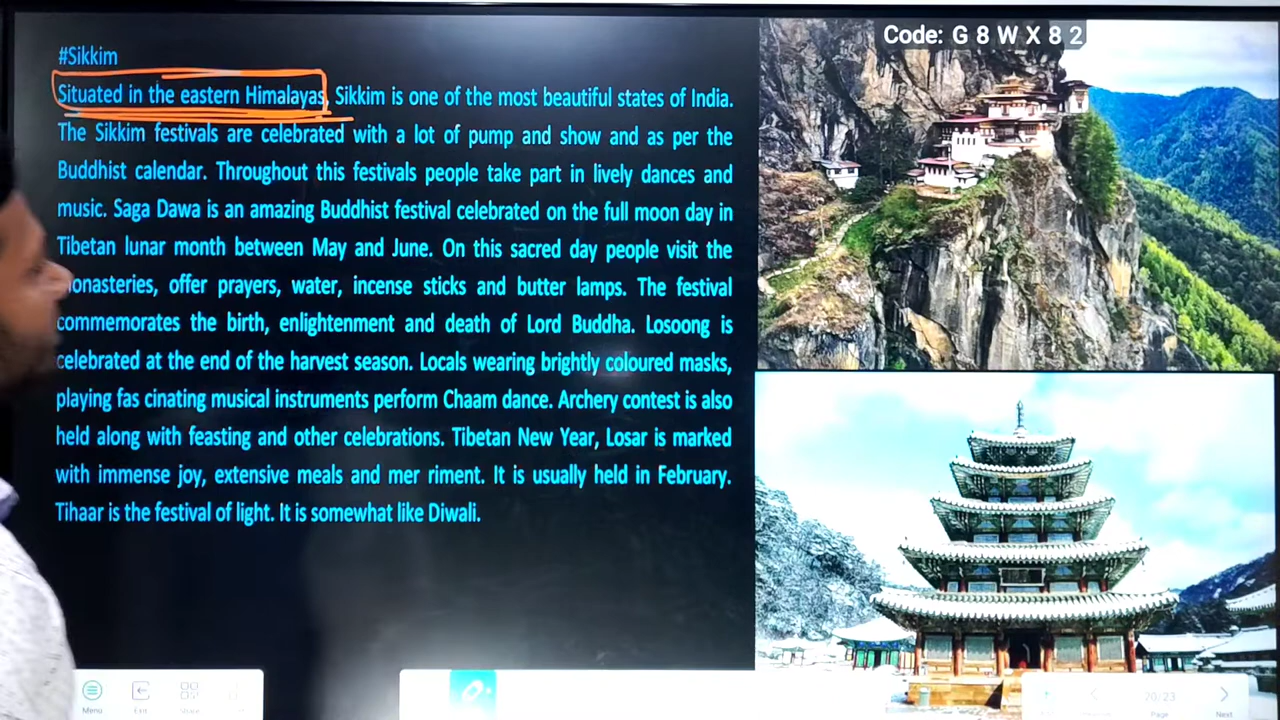 Code: G 8 W X 8 2
#Sikkim
Situated in the eastern Himalayas, Sikkim is one of the most beautiful states of India.
The Sikkim festivals are celebrated with a lot of pump and show and as per the
Buddhist calendar. Throughout this festivals people take part in lively dances and
music. Saga Dawa is an amazing Buddhist festival celebrated on the full moon day in
Tibetan lunar month between May and June. On this sacred day people visit the
monasteries, offer prayers, water, incense sticks and butter lamps. The festival
commemorates the birth, enlightenment and death of Lord Buddha. Losoong is
celebrated at the end of the harvest season. Locals wearing brightly coloured masks,
playing fas cinating musical instruments perform Chaam dance. Archery contest is also
held along with feasting and other celebrations. Tibetan New Year, Losar is marked
with immense joy, extensive meals and mer riment. It is usually held in February.
Tihaar is the festival of light. It is somewhat like Diwali.
Menu Exit Share
20/23
Page Next